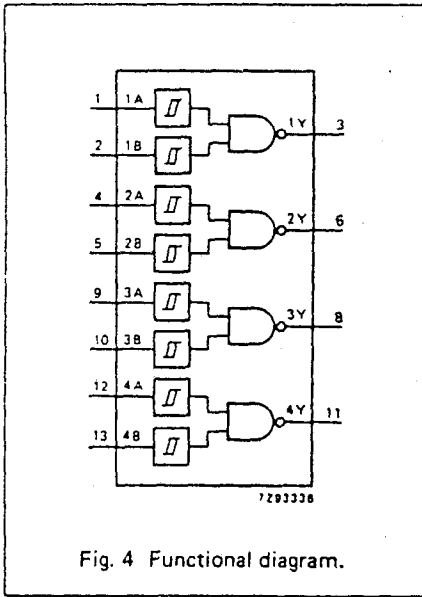 1 1A
1Y 3
2 1B
4 2A
2Y 6
5 2B
9 3A
3Y 8
10 3B
12 4A
4Y 11
13 4B
7Z93336
Fig. 4 Functional diagram.